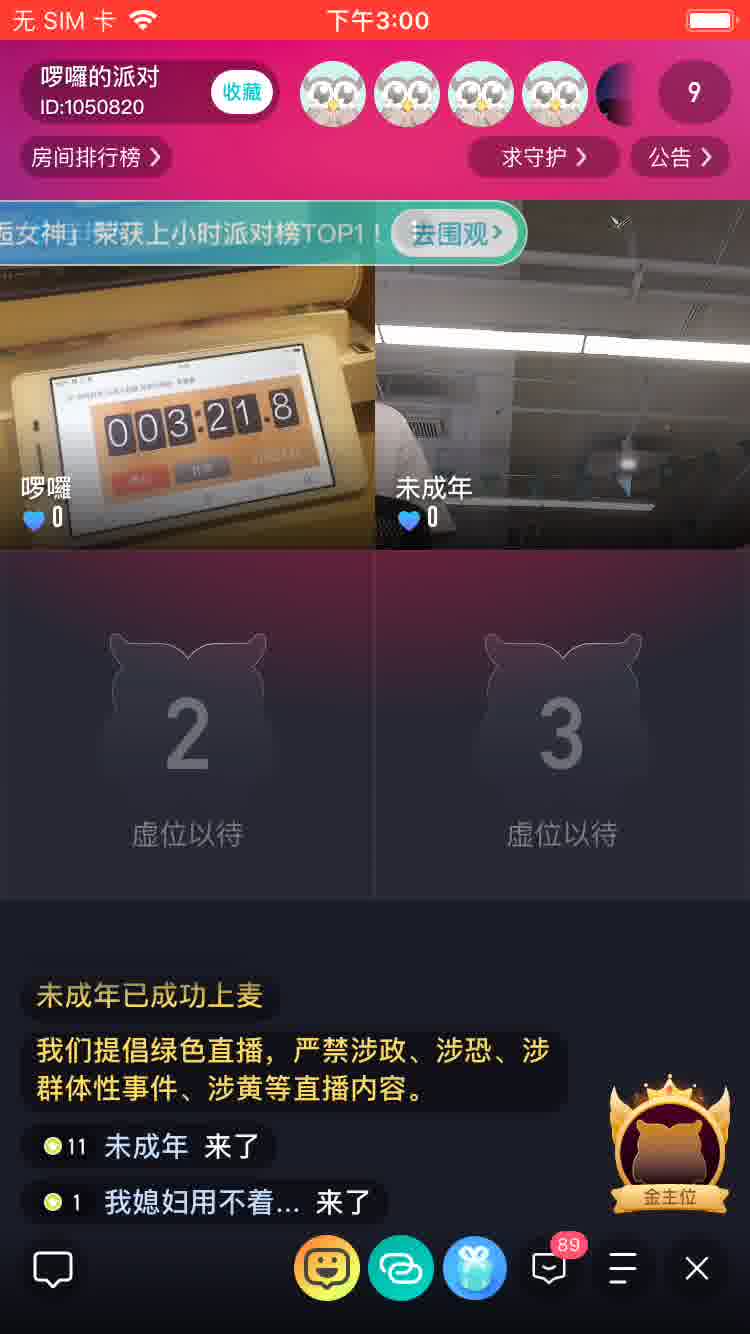 无 SIM 卡
下午3:00
啰囉的派对
ID:1050820
收藏
9
房间排行榜
求守护
公告
女神」荣获上小时派对榜TOP1！
去围观
003:21.8
啰囉
0
未成年
0
2
虚位以待
3
虚位以待
未成年已成功上麦
我们提倡绿色直播，严禁涉政、涉恐、涉
群体性事件、涉黄等直播内容。
11 未成年 来了
1 我媳妇用不着... 来了
金主位
89